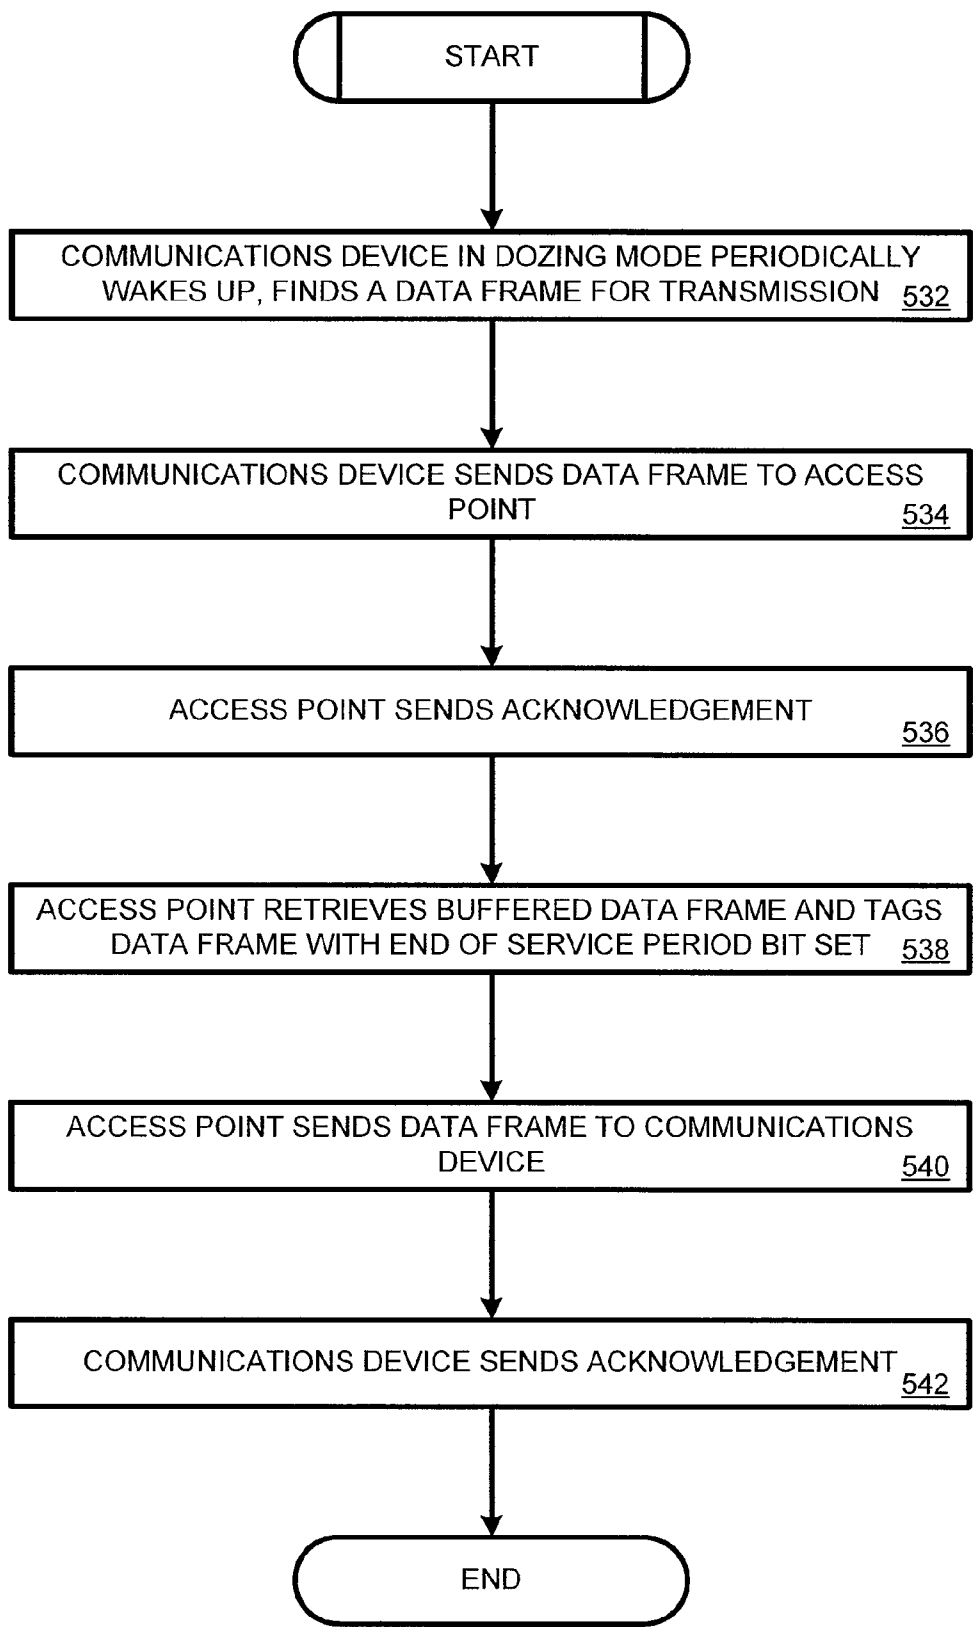 START
COMMUNICATIONS DEVICE IN DOZING MODE PERIODICALLY
WAKES UP, FINDS A DATA FRAME FOR TRANSMISSION
532
COMMUNICATIONS DEVICE SENDS DATA FRAME TO ACCESS
POINT
534
ACCESS POINT SENDS ACKNOWLEDGEMENT
536
ACCESS POINT RETRIEVES BUFFERED DATA FRAME AND TAGS
DATA FRAME WITH END OF SERVICE PERIOD BIT SET
538
ACCESS POINT SENDS DATA FRAME TO COMMUNICATIONS
DEVICE
540
COMMUNICATIONS DEVICE SENDS ACKNOWLEDGEMENT
542
END